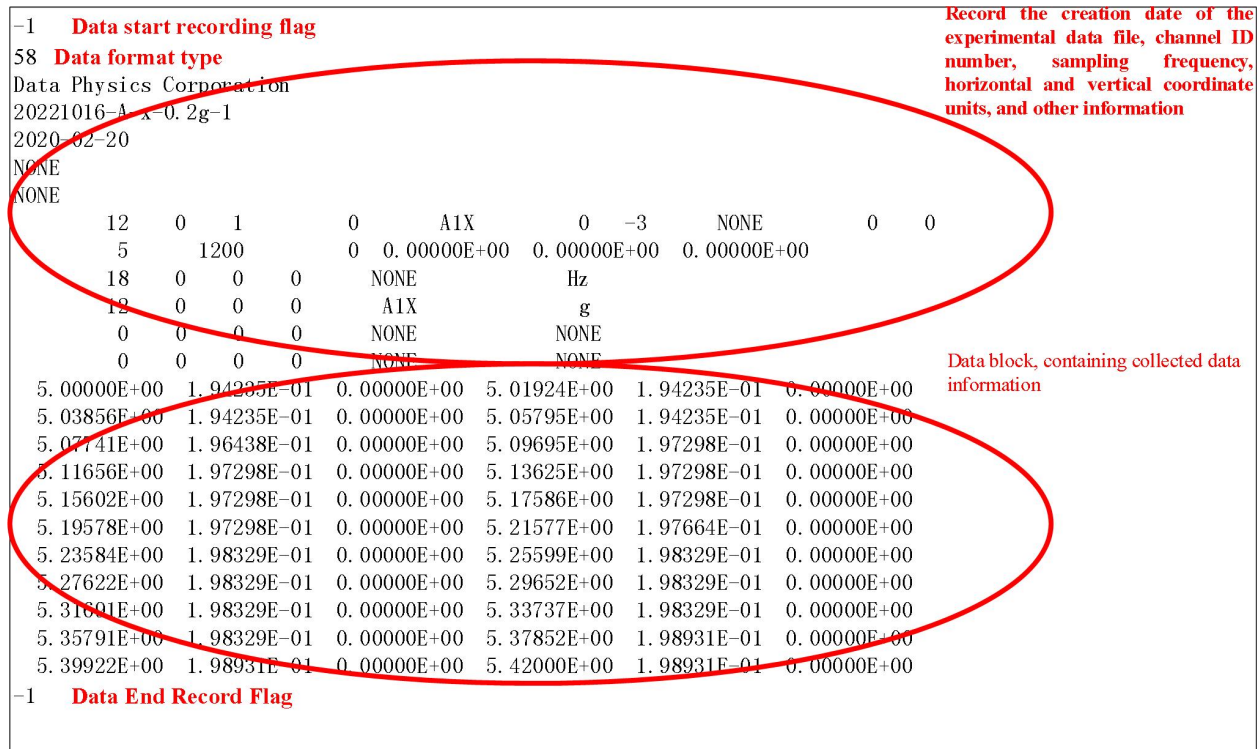 -1 Data start recording flag
58 Data format type
Data Physics Corporation
20221016-A-x-0.2g-1
2020-02-20
NONE
NONE
12 0 1 0 A1X 0 -3 NONE 0 0
5 1200 0 0.00000E+00 0.00000E+00 0.00000E+00
18 0 0 0 NONE Hz
12 0 0 0 A1X g
0 0 0 0 NONE NONE
0 0 0 0 NONE NONE
5.00000E+00 1.94235E-01 0.00000E+00 5.01924E+00 1.94235E-01 0.00000E+00
5.03856E+00 1.94235E-01 0.00000E+00 5.05795E+00 1.94235E-01 0.00000E+00
5.07741E+00 1.96438E-01 0.00000E+00 5.09695E+00 1.97298E-01 0.00000E+00
5.11656E+00 1.97298E-01 0.00000E+00 5.13625E+00 1.97298E-01 0.00000E+00
5.15602E+00 1.97298E-01 0.00000E+00 5.17586E+00 1.97298E-01 0.00000E+00
5.19578E+00 1.97298E-01 0.00000E+00 5.21577E+00 1.97664E-01 0.00000E+00
5.23584E+00 1.98329E-01 0.00000E+00 5.25599E+00 1.98329E-01 0.00000E+00
5.27622E+00 1.98329E-01 0.00000E+00 5.29652E+00 1.98329E-01 0.00000E+00
5.31691E+00 1.98329E-01 0.00000E+00 5.33737E+00 1.98329E-01 0.00000E+00
5.35791E+00 1.98329E-01 0.00000E+00 5.37852E+00 1.98931E-01 0.00000E+00
5.39922E+00 1.98931E-01 0.00000E+00 5.42000E+00 1.98931E-01 0.00000E+00
-1 Data End Record Flag
Record the creation date of the
experimental data file, channel ID
number, sampling frequency,
horizontal and vertical coordinate
units, and other information
Data block, containing collected data
information